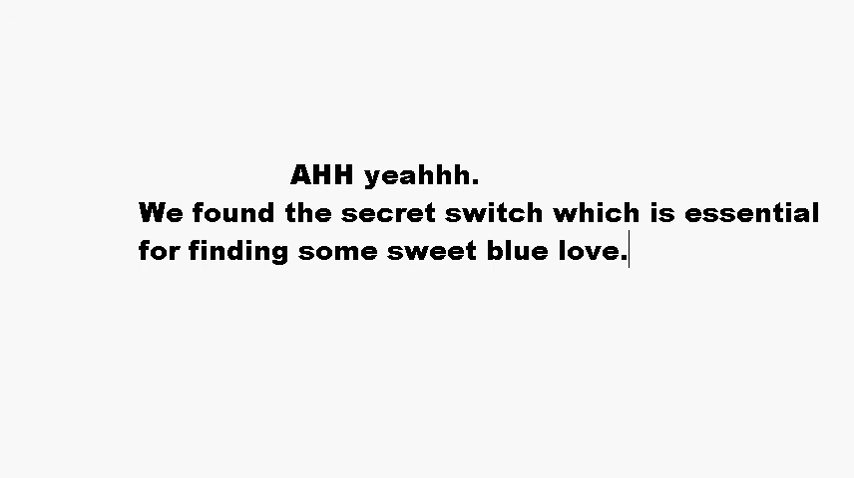 AHH yeahhh.
We found the secret switch which is essential
for finding some sweet blue love.